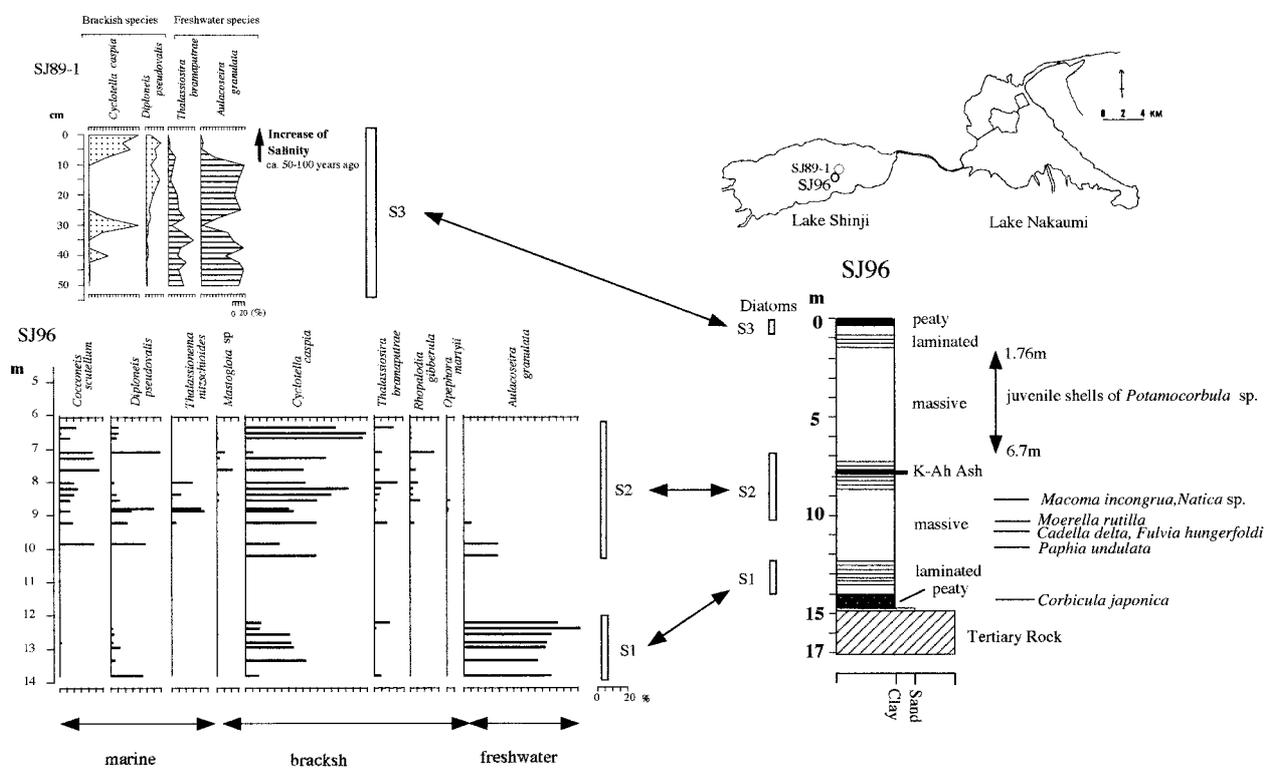 Brackish species
Freshwater species
SJ89-1
Cyclotella caspia
Diploneis pseudovalis
Thalassiosira bramaputrae
Aulacoseira granulata
cm
0
10
20
30
40
50
Increase of
Salinity
ca. 50-100 years ago
0 20 (%)
S3
0 2 4 KM
SJ89-1
SJ96
Lake Shinji
Lake Nakaumi
SJ96
m
Cocconeis scutellum
Diploneis pseudovalis
Thalassionema nitzschioides
Mastogloia sp
Cyclotella caspia
Thalassiosira bramaputrae
Rhopalodia gibberula
Opephora martyii
Aulacoseira granulata
5
6
7
8
9
10
11
12
13
14
S2
S1
0 20 %
marine
bracksh
freshwater
SJ96
Diatoms
m
S3
S2
S1
0
5
10
15
17
peaty
laminated
massive
K-Ah Ash
massive
laminated
peaty
Tertiary Rock
1.76m
juvenile shells of Potamocorbula sp.
6.7m
Macoma incongrua,Natica sp.
Moerella rutilla
Cadella delta, Fulvia hungerfoldi
Paphia undulata
Corbicula japonica
Clay
Sand